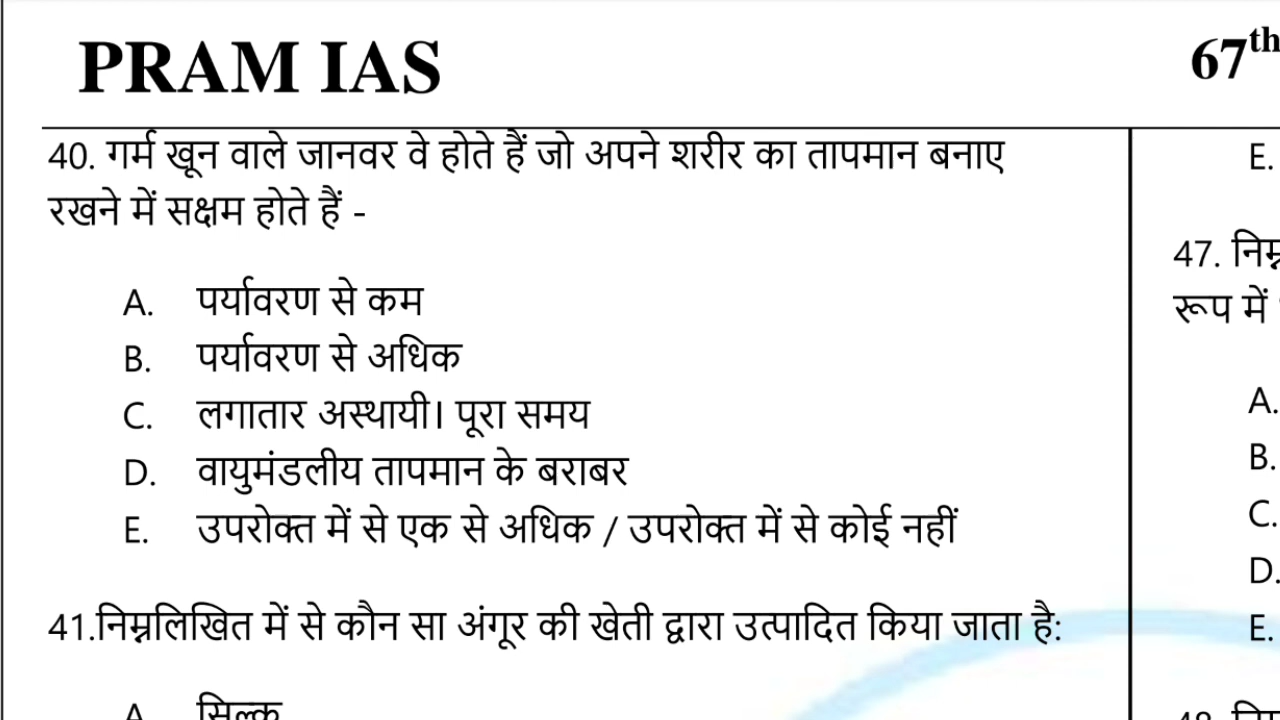 PRAM IAS
67th
40. गर्म खून वाले जानवर वे होते हैं जो अपने शरीर का तापमान बनाए
रखने में सक्षम होते हैं -
A. पर्यावरण से कम
B. पर्यावरण से अधिक
C. लगातार अस्थायी। पूरा समय
D. वायुमंडलीय तापमान के बराबर
E. उपरोक्त में से एक से अधिक / उपरोक्त में से कोई नहीं
41.निम्नलिखित में से कौन सा अंगूर की खेती द्वारा उत्पादित किया जाता है:
A. सिल्क
E.
47.
रूप में
A.
B.
C.
D.
E.